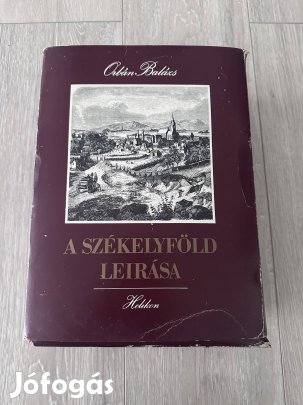 Orbán Balázs
A SZÉKELYFÖLD
LEIRÁSA
Helikon
Jófogás